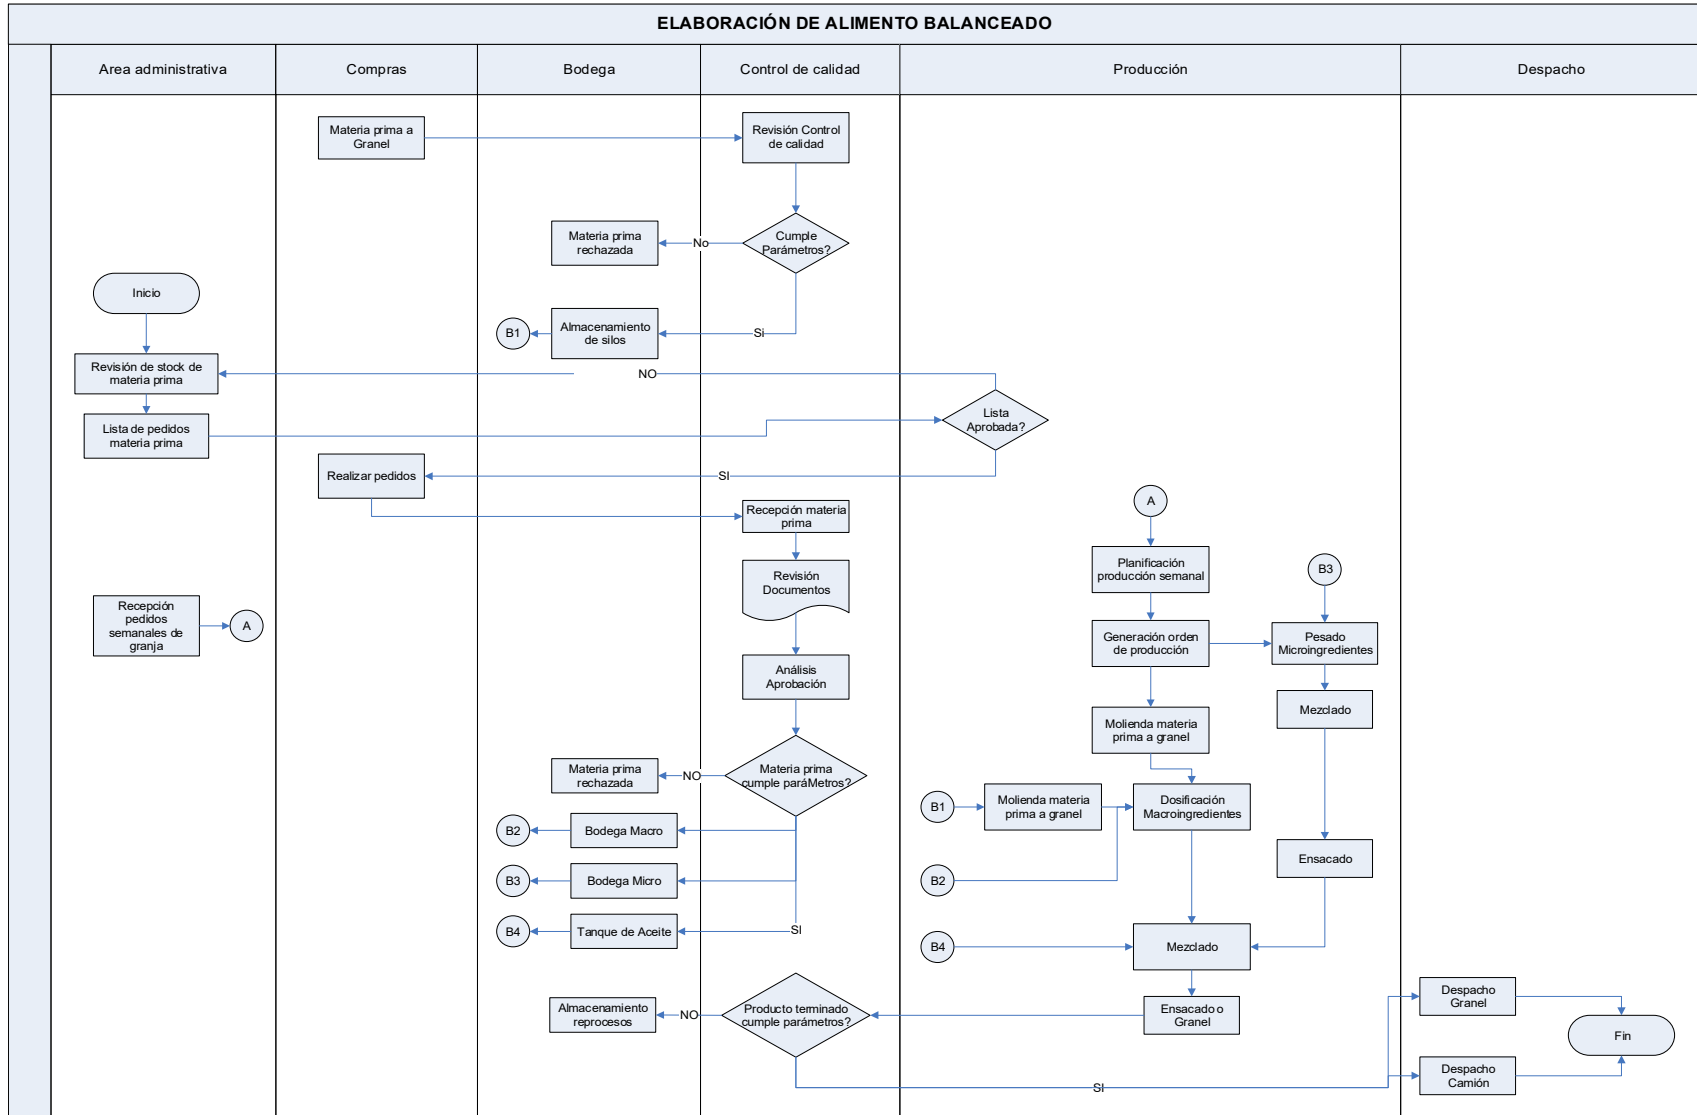 ELABORACIÓN DE ALIMENTO BALANCEADO
Area administrativa
Compras
Bodega
Control de calidad
Producción
Despacho
Materia prima a
Granel
Revisión Control
de calidad
Materia prima
rechazada
No
Cumple
Parámetros?
Inicio
B1
Almacenamiento
de silos
Si
Revisión de stock de
materia prima
NO
Lista de pedidos
materia prima
Lista
Aprobada?
Realizar pedidos
SI
Recepción materia
prima
A
Revisión
Documentos
Planificación
producción semanal
B3
Recepción
pedidos
semanales de
granja
A
Generación orden
de producción
Pesado
Microingredientes
Análisis
Aprobación
Mezclado
Molienda materia
prima a granel
Materia prima
rechazada
NO
Materia prima
cumple paráMetros?
B1
Molienda materia
prima a granel
Dosificación
Macroingredientes
B2
Bodega Macro
Ensacado
B3
Bodega Micro
B2
B4
Tanque de Aceite
SI
B4
Mezclado
Almacenamiento
reprocesos
NO
Producto terminado
cumple parámetros?
Ensacado o
Granel
Despacho
Granel
Fin
SI
Despacho
Camión